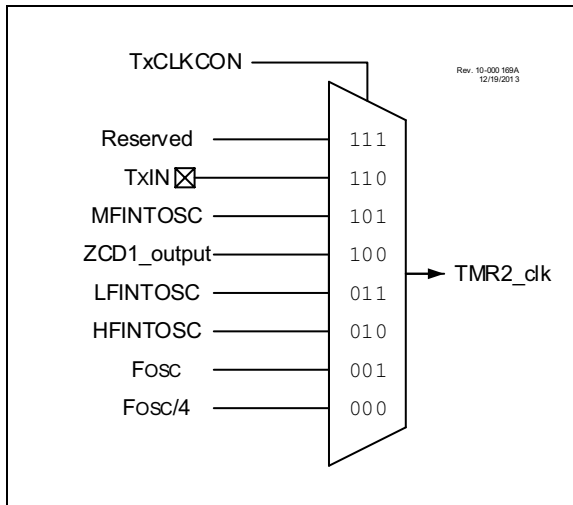 TxCLKCON
Rev. 10-000 169A
12/19/2013
Reserved 111
TxIN 110
MFINTOSC 101
ZCD1_output 100
TMR2_clk
LFINTOSC 011
HFINTOSC 010
FOSC 001
FOSC/4 000